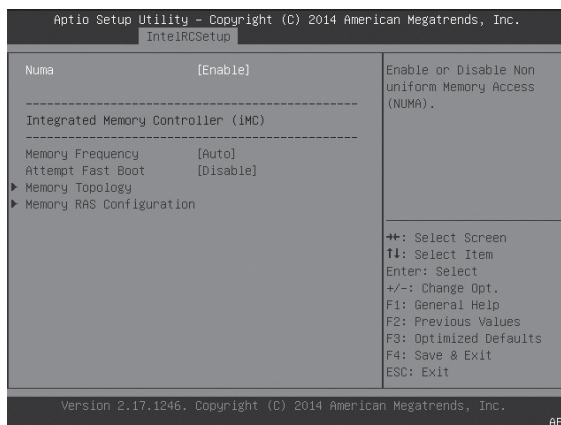 Aptio Setup Utility – Copyright (C) 2014 American Megatrends, Inc.
IntelRCSetup
Numa [Enable]
------------------------------------------------
Integrated Memory Controller (iMC)
------------------------------------------------
Memory Frequency [Auto]
Attempt Fast Boot [Disable]
▶ Memory Topology
▶ Memory RAS Configuration
Enable or Disable Non
uniform Memory Access
(NUMA).
→←: Select Screen
↑↓: Select Item
Enter: Select
+/-: Change Opt.
F1: General Help
F2: Previous Values
F3: Optimized Defaults
F4: Save & Exit
ESC: Exit
Version 2.17.1246. Copyright (C) 2014 American Megatrends, Inc.